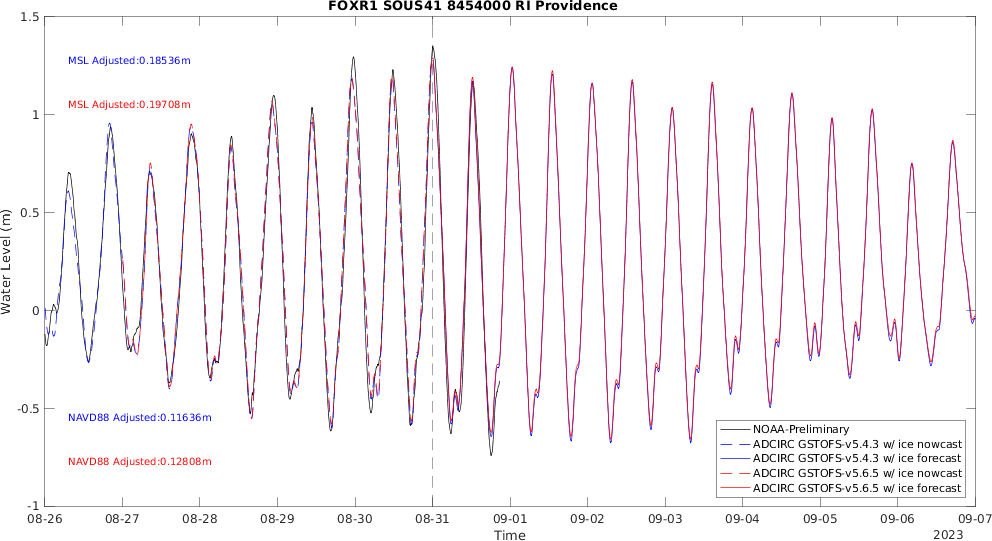 FOXR1 SOUS41 8454000 RI Providence
1.5
1
0.5
0
-0.5
-1
Water Level (m)
MSL Adjusted:0.18536m
MSL Adjusted:0.19708m
NAVD88 Adjusted:0.11636m
NAVD88 Adjusted:0.12808m
NOAA-Preliminary
ADCIRC GSTOFS-v5.4.3 w/ ice nowcast
ADCIRC GSTOFS-v5.4.3 w/ ice forecast
ADCIRC GSTOFS-v5.6.5 w/ ice nowcast
ADCIRC GSTOFS-v5.6.5 w/ ice forecast
08-26 08-27 08-28 08-29 08-30 08-31 09-01 09-02 09-03 09-04 09-05 09-06 09-07
Time
2023